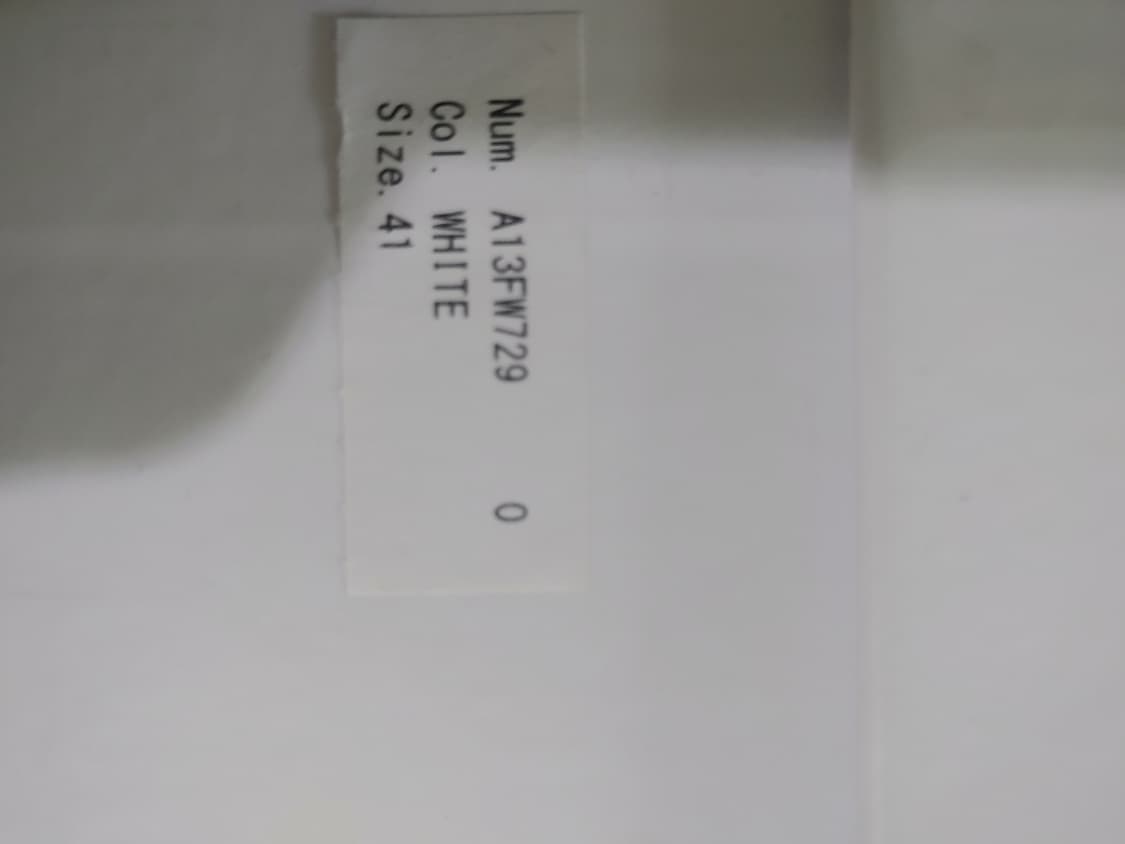 Num. A13FW729 0
Col. WHITE
Size. 41